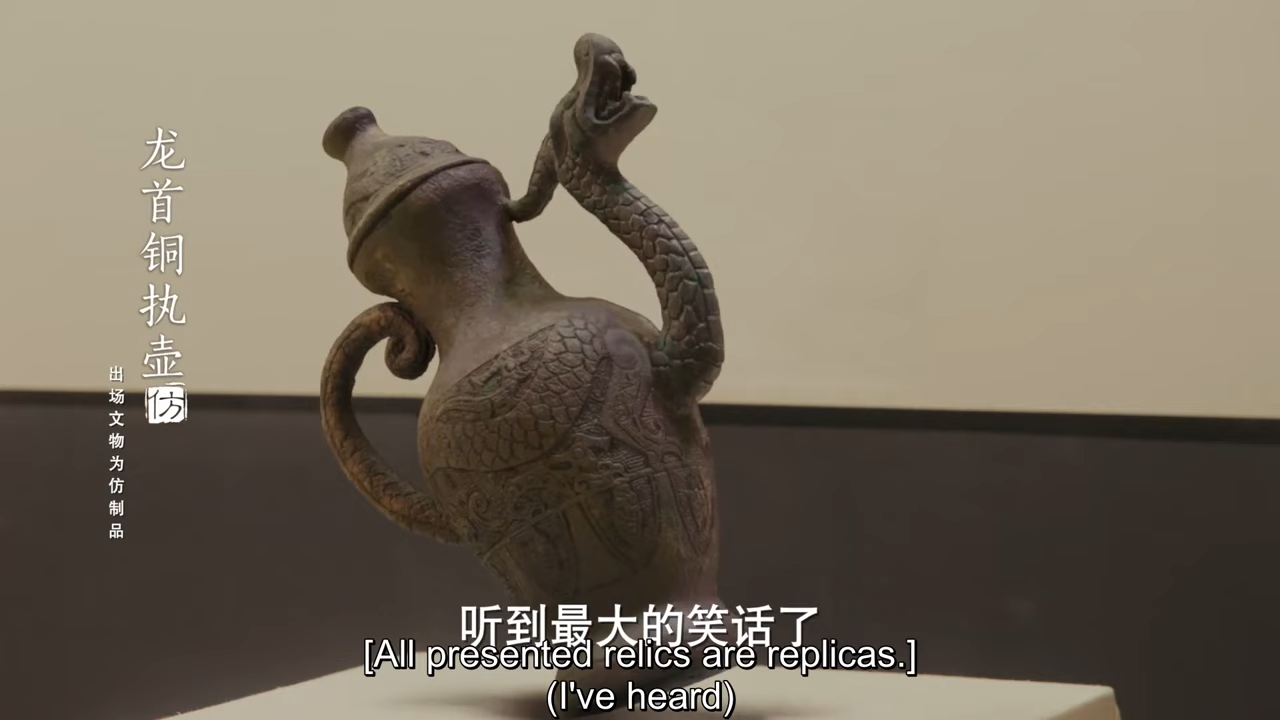 龙首铜执壶
仿
出场文物为仿制品
听到最大的笑话了
[All presented relics are replicas.]
(I've heard)